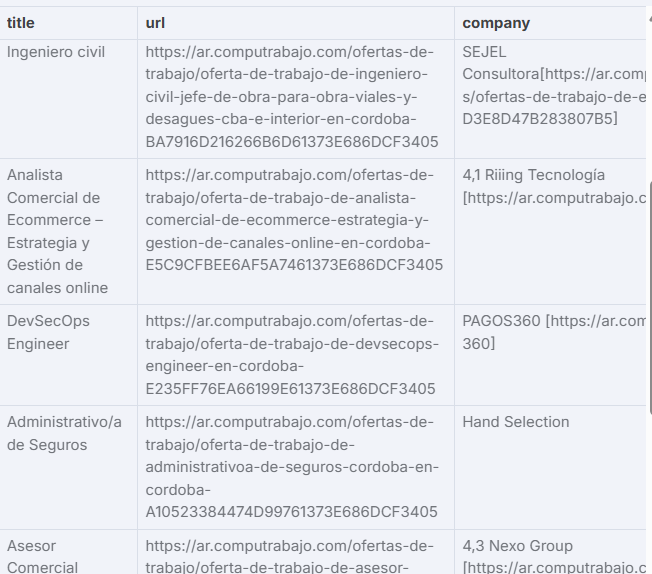 title url company
Ingeniero civil
https://ar.computrabajo.com/ofertas-de-
trabajo/oferta-de-trabajo-de-ingeniero-
civil-jefe-de-obra-para-obra-viales-y-
desagues-cba-e-interior-en-cordoba-
BA7916D216266B6D61373E686DCF3405
SEJEL
Consultora[https://ar.comp
s/ofertas-de-trabajo-de-e
D3E8D47B283807B5]
Analista
Comercial de
Ecommerce –
Estrategia y
Gestión de
canales online
https://ar.computrabajo.com/ofertas-de-
trabajo/oferta-de-trabajo-de-analista-
comercial-de-ecommerce-estrategia-y-
gestion-de-canales-online-en-cordoba-
E5C9CFBEE6AF5A7461373E686DCF3405
4,1 Riiing Tecnología
[https://ar.computrabajo.c
DevSecOps
Engineer
https://ar.computrabajo.com/ofertas-de-
trabajo/oferta-de-trabajo-de-devsecops-
engineer-en-cordoba-
E235FF76EA66199E61373E686DCF3405
PAGOS360 [https://ar.com
360]
Administrativo/a
de Seguros
https://ar.computrabajo.com/ofertas-de-
trabajo/oferta-de-trabajo-de-
administrativoa-de-seguros-cordoba-en-
cordoba-
A10523384474D99761373E686DCF3405
Hand Selection
Asesor
Comercial
https://ar.computrabajo.com/ofertas-de-
trabajo/oferta-de-trabajo-de-asesor-
4,3 Nexo Group
[https://ar.computrabajo.c